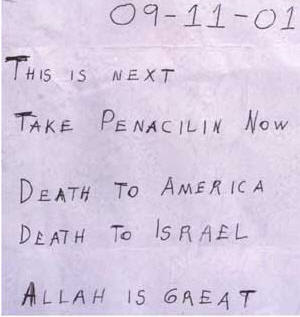 09-11-01
THIS IS NEXT
TAKE PENACILIN NOW
DEATH TO AMERICA
DEATH TO ISRAEL
ALLAH IS GREAT